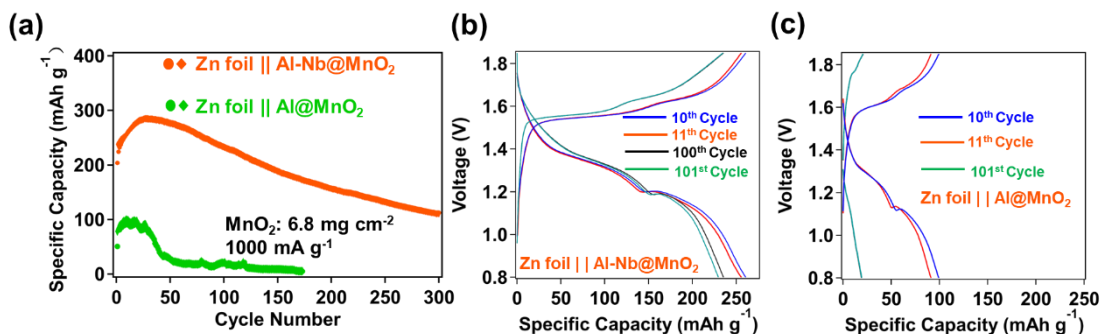 (a)
Specific Capacity (mAh g⁻¹)
400
300
200
100
0
Zn foil || Al-Nb@MnO₂
Zn foil || Al@MnO₂
MnO₂: 6.8 mg cm⁻²
1000 mA g⁻¹
0 50 100 150 200 250 300
Cycle Number
(b)
Voltage (V)
1.8
1.6
1.4
1.2
1.0
0.8
10ᵗʰ Cycle
11ᵗʰ Cycle
100ᵗʰ Cycle
101ˢᵗ Cycle
Zn foil || Al-Nb@MnO₂
0 50 100 150 200 250
Specific Capacity (mAh g⁻¹)
(c)
Voltage (V)
1.8
1.6
1.4
1.2
1.0
0.8
10ᵗʰ Cycle
11ᵗʰ Cycle
101ˢᵗ Cycle
Zn foil || Al@MnO₂
0 50 100 150 200 250
Specific Capacity (mAh g⁻¹)